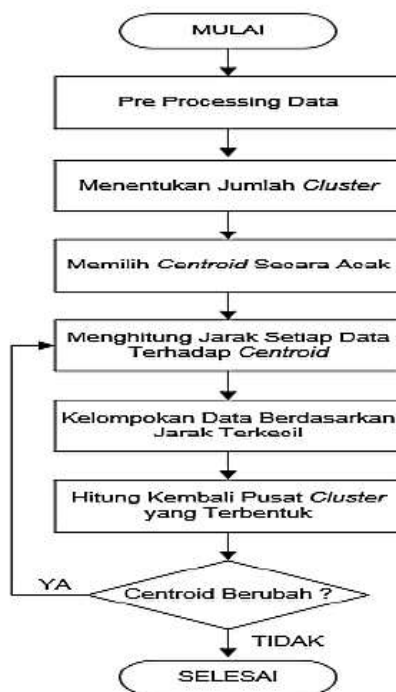 MULAI
Pre Processing Data
Menentukan Jumlah Cluster
Memilih Centroid Secara Acak
Menghitung Jarak Setiap Data
Terhadap Centroid
Kelompokan Data Berdasarkan
Jarak Terkecil
Hitung Kembali Pusat Cluster
yang Terbentuk
YA
Centroid Berubah ?
TIDAK
SELESAI